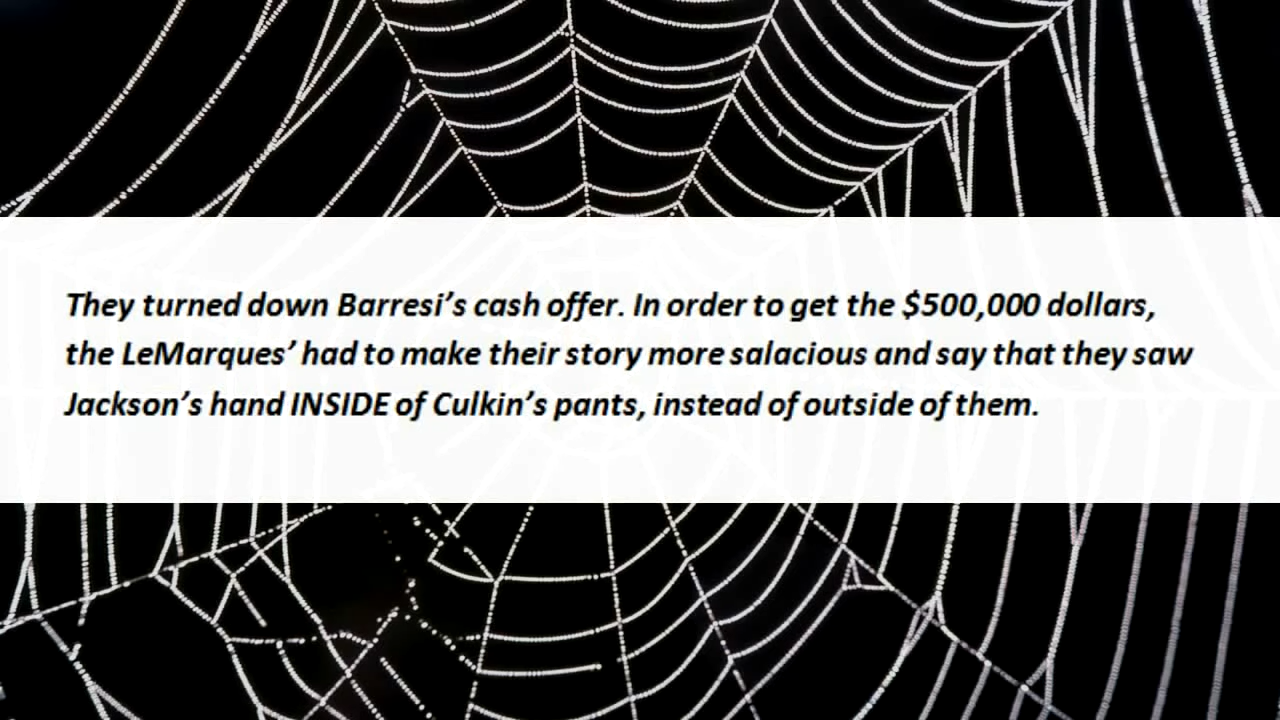 They turned down Barresi’s cash offer. In order to get the $500,000 dollars,
the LeMarques’ had to make their story more salacious and say that they saw
Jackson’s hand INSIDE of Culkin’s pants, instead of outside of them.